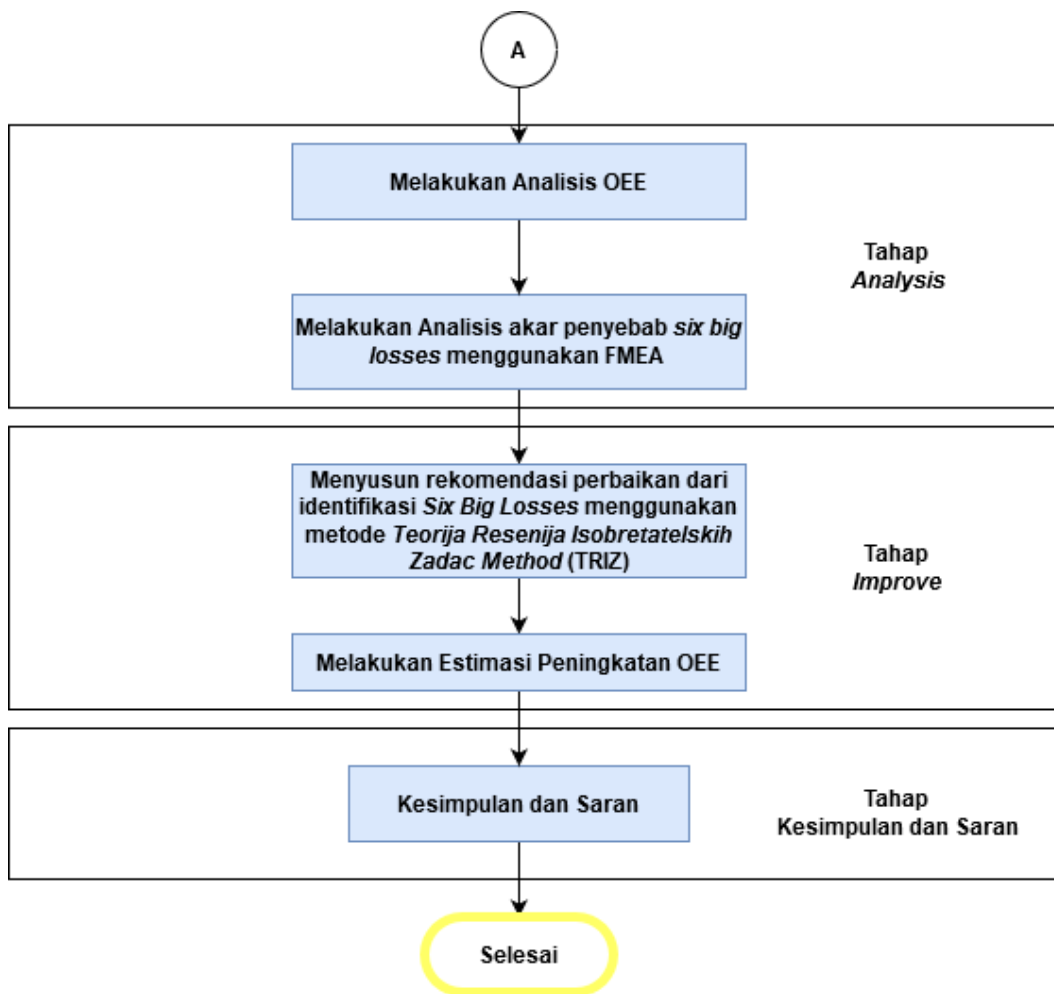 A
Melakukan Analisis OEE
Tahap
Analysis
Melakukan Analisis akar penyebab six big
losses menggunakan FMEA
Menyusun rekomendasi perbaikan dari
identifikasi Six Big Losses menggunakan
metode Teorija Resenija Isobretatelskih
Zadac Method (TRIZ)
Tahap
Improve
Melakukan Estimasi Peningkatan OEE
Kesimpulan dan Saran
Tahap
Kesimpulan dan Saran
Selesai